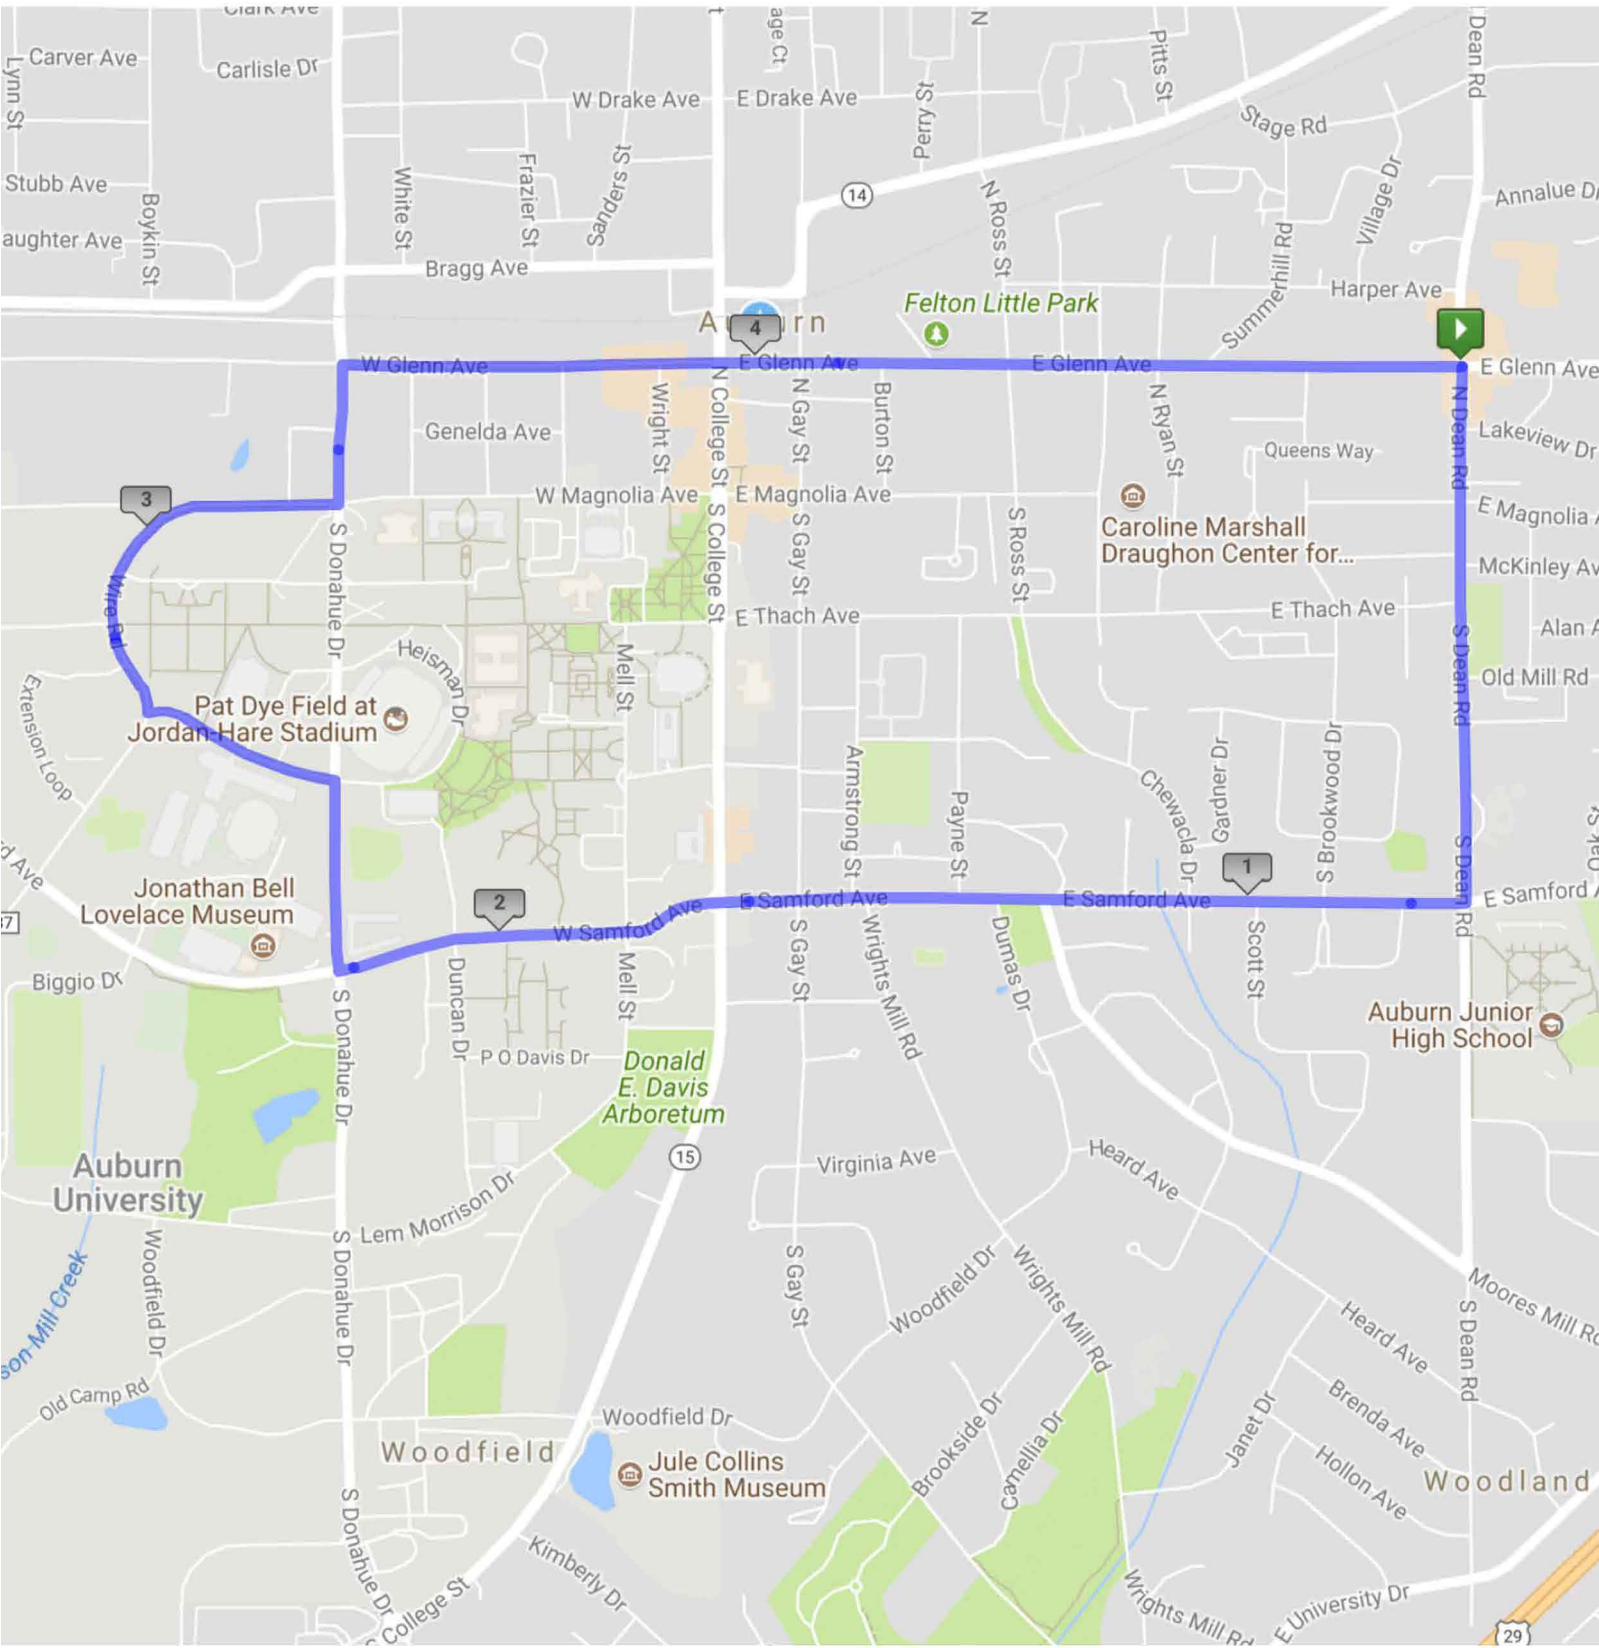 Clark Ave
Carver Ave
Carlisle Dr
Lynn St
W Drake Ave
E Drake Ave
Perry St
N
Pitts St
Dean Rd
Stage Rd
Stubb Ave
Boykin St
White St
Frazier St
Sanders St
14
N Ross St
Village Dr
Annalue D
aughter Ave
Bragg Ave
Summerhill Rd
Harper Ave
Felton Little Park
4
W Glenn Ave
E Glenn Ave
E Glenn Ave
E Glenn Ave
Genelda Ave
Wright St
N College St
N Gay St
Burton St
N Ryan St
Queens Way
N Dean Rd
Lakeview Dr
3
W Magnolia Ave
E Magnolia Ave
E Magnolia
S Donahue Dr
S College St
S Gay St
S Ross St
Caroline Marshall
Draughon Center for...
McKinley Av
Wire Rd
E Thach Ave
E Thach Ave
Alan
Heisman Dr
Mell St
S Dean Rd
Old Mill Rd
Extension Loop
Pat Dye Field at
Jordan-Hare Stadium
Armstrong St
Payne St
Chewacla Dr
Gardner Dr
S Brookwood Dr
S Dean Rd
d Ave
Jonathan Bell
Lovelace Museum
2
1
W Samford Ave
E Samford Ave
E Samford Ave
E Samford
Biggio Dr
S Donahue Dr
Duncan Dr
Mell St
S Gay St
Wrights Mill Rd
Dumas Dr
Scott St
Auburn Junior
High School
P O Davis Dr
Donald
E. Davis
Arboretum
15
Virginia Ave
Heard Ave
Auburn
University
Lem Morrison Dr
Woodfield Dr
S Donahue Dr
S Gay St
Woodfield Dr
Wrights Mill Rd
Moores Mill
son Mill Creek
S Dean Rd
Heard Ave
Old Camp Rd
Woodfield Dr
Brookside Dr
Camellia Dr
Janet Dr
Brenda Ave
Hollon Ave
Woodfield
Jule Collins
Smith Museum
Woodland
S Donahue Dr
Kimberly Dr
S College St
Wrights Mill Rd
E University Dr
29